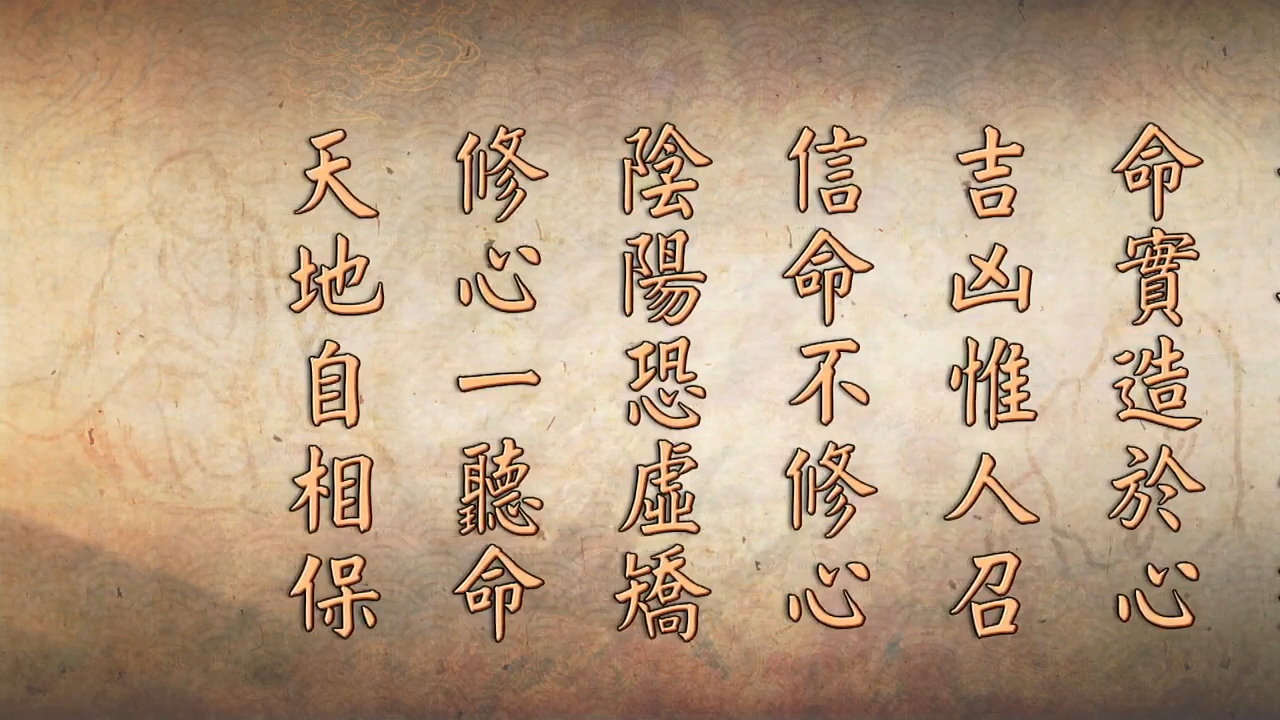 命實造於心
吉凶惟人召
信命不修心
陰陽恐虛矯
修心一聽命
天地自相保